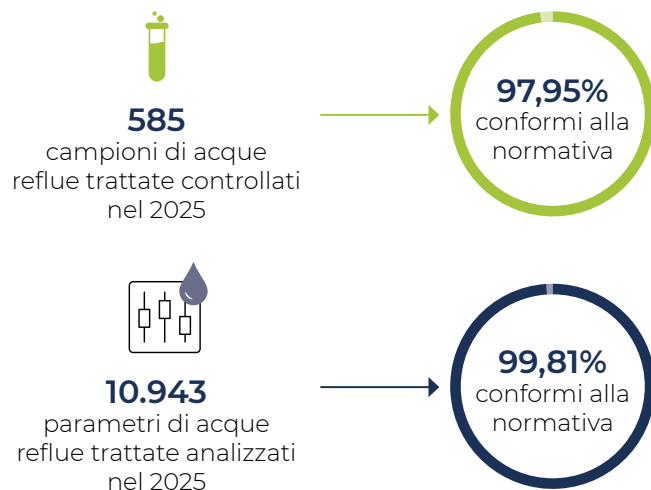 585
campioni di acque
reflue trattate controllati
nel 2025
97,95%
conformi alla
normativa
10.943
parametri di acque
reflue trattate analizzati
nel 2025
99,81%
conformi alla
normativa